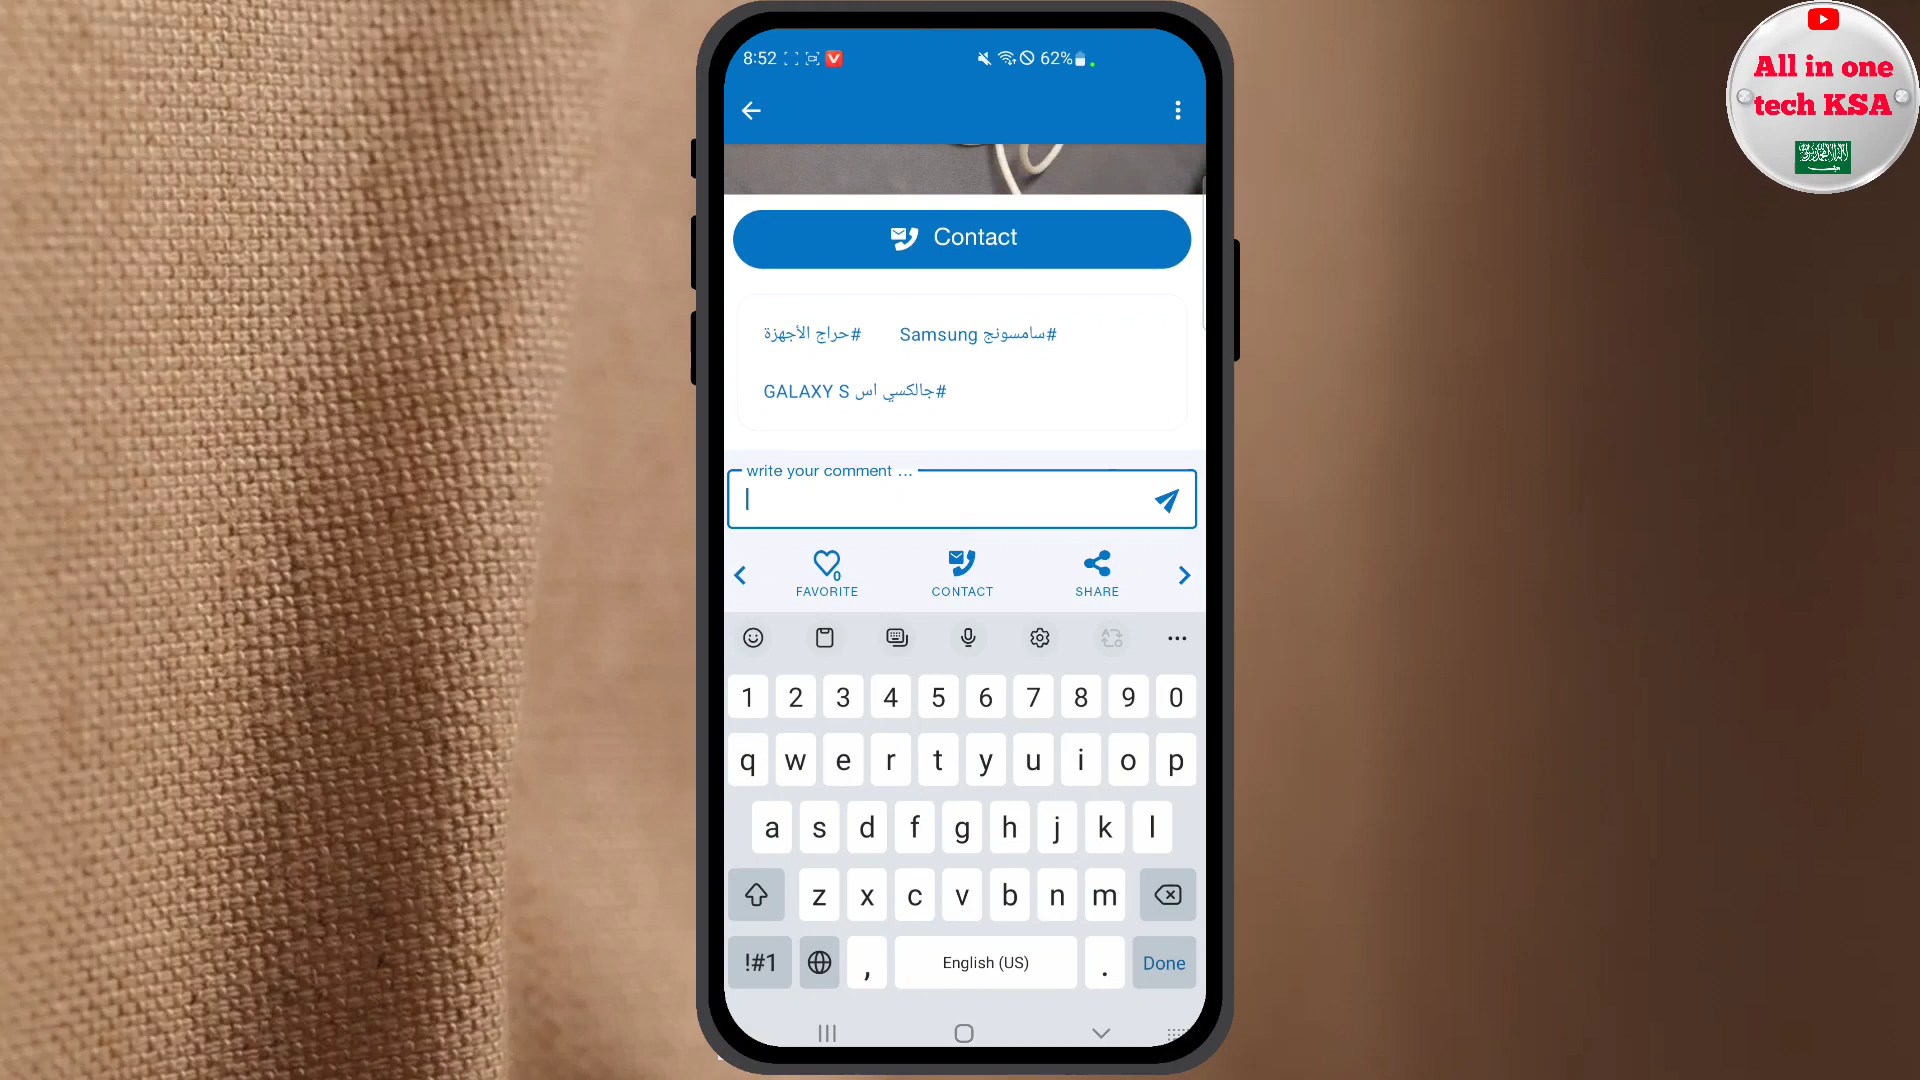 8:52
62%
All in one
tech KSA
Contact
#حراج الأجهزة
#سامسونج Samsung
#جالكسي اس GALAXY S
write your comment ...
0
FAVORITE
CONTACT
SHARE
1 2 3 4 5 6 7 8 9 0
q w e r t y u i o p
a s d f g h j k l
z x c v b n m
!#1 , English (US) . Done